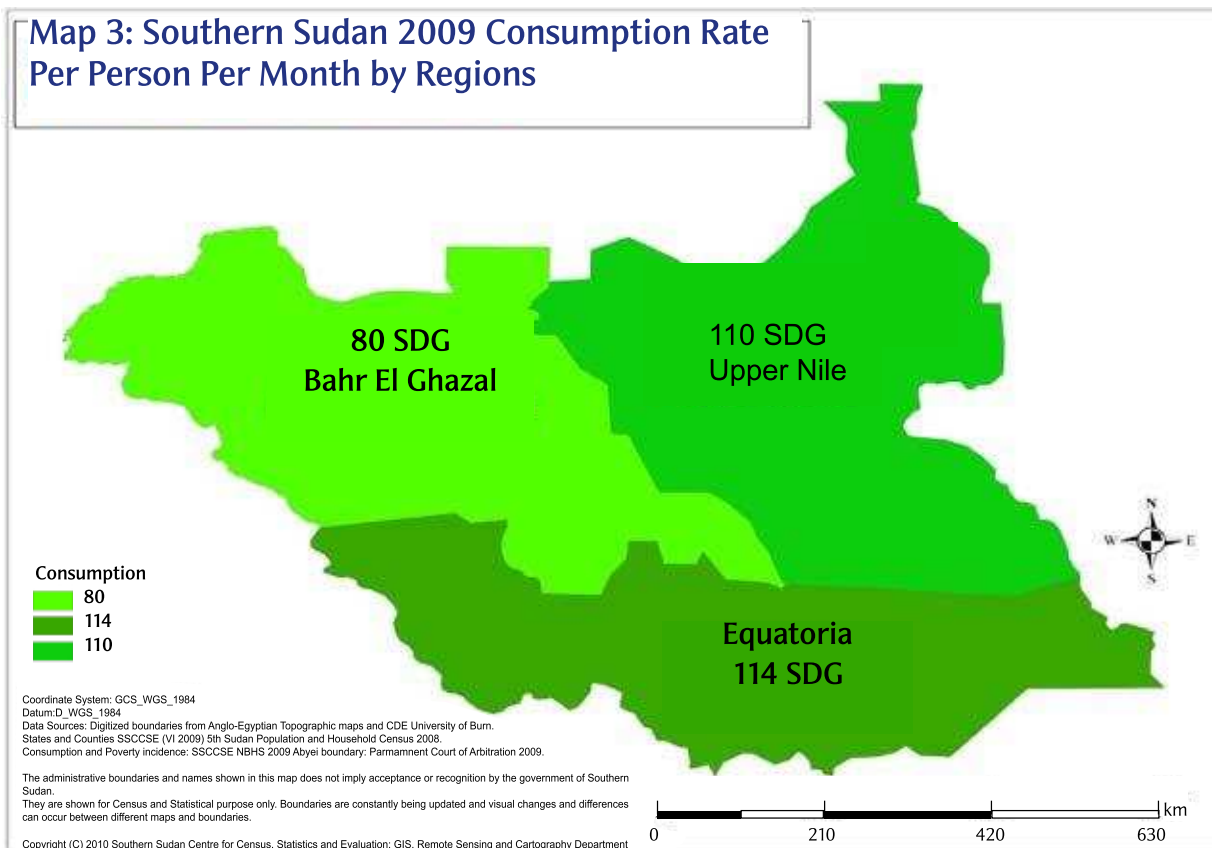 Map 3: Southern Sudan 2009 Consumption Rate
Per Person Per Month by Regions
80 SDG
Bahr El Ghazal
110 SDG
Upper Nile
Equatoria
114 SDG
N
W
E
S
Consumption
80
114
110
Coordinate System: GCS_WGS_1984
Datum:D_WGS_1984
Data Sources: Digitized boundaries from Anglo-Egyptian Topographic maps and CDE University of Burn.
States and Counties SSCCSE (VI 2009) 5th Sudan Population and Household Census 2008.
Consumption and Poverty incidence: SSCCSE NBHS 2009 Abyei boundary: Parmamnent Court of Arbitration 2009.
The administrative boundaries and names shown in this map does not imply acceptance or recognition by the government of Southern
Sudan.
They are shown for Census and Statistical purpose only. Boundaries are constantly being updated and visual changes and differences
can occur between different maps and boundaries.
Copyright (C) 2010 Southern Sudan Centre for Census, Statistics and Evaluation: GIS, Remote Sensing and Cartography Department
km
0 210 420 630